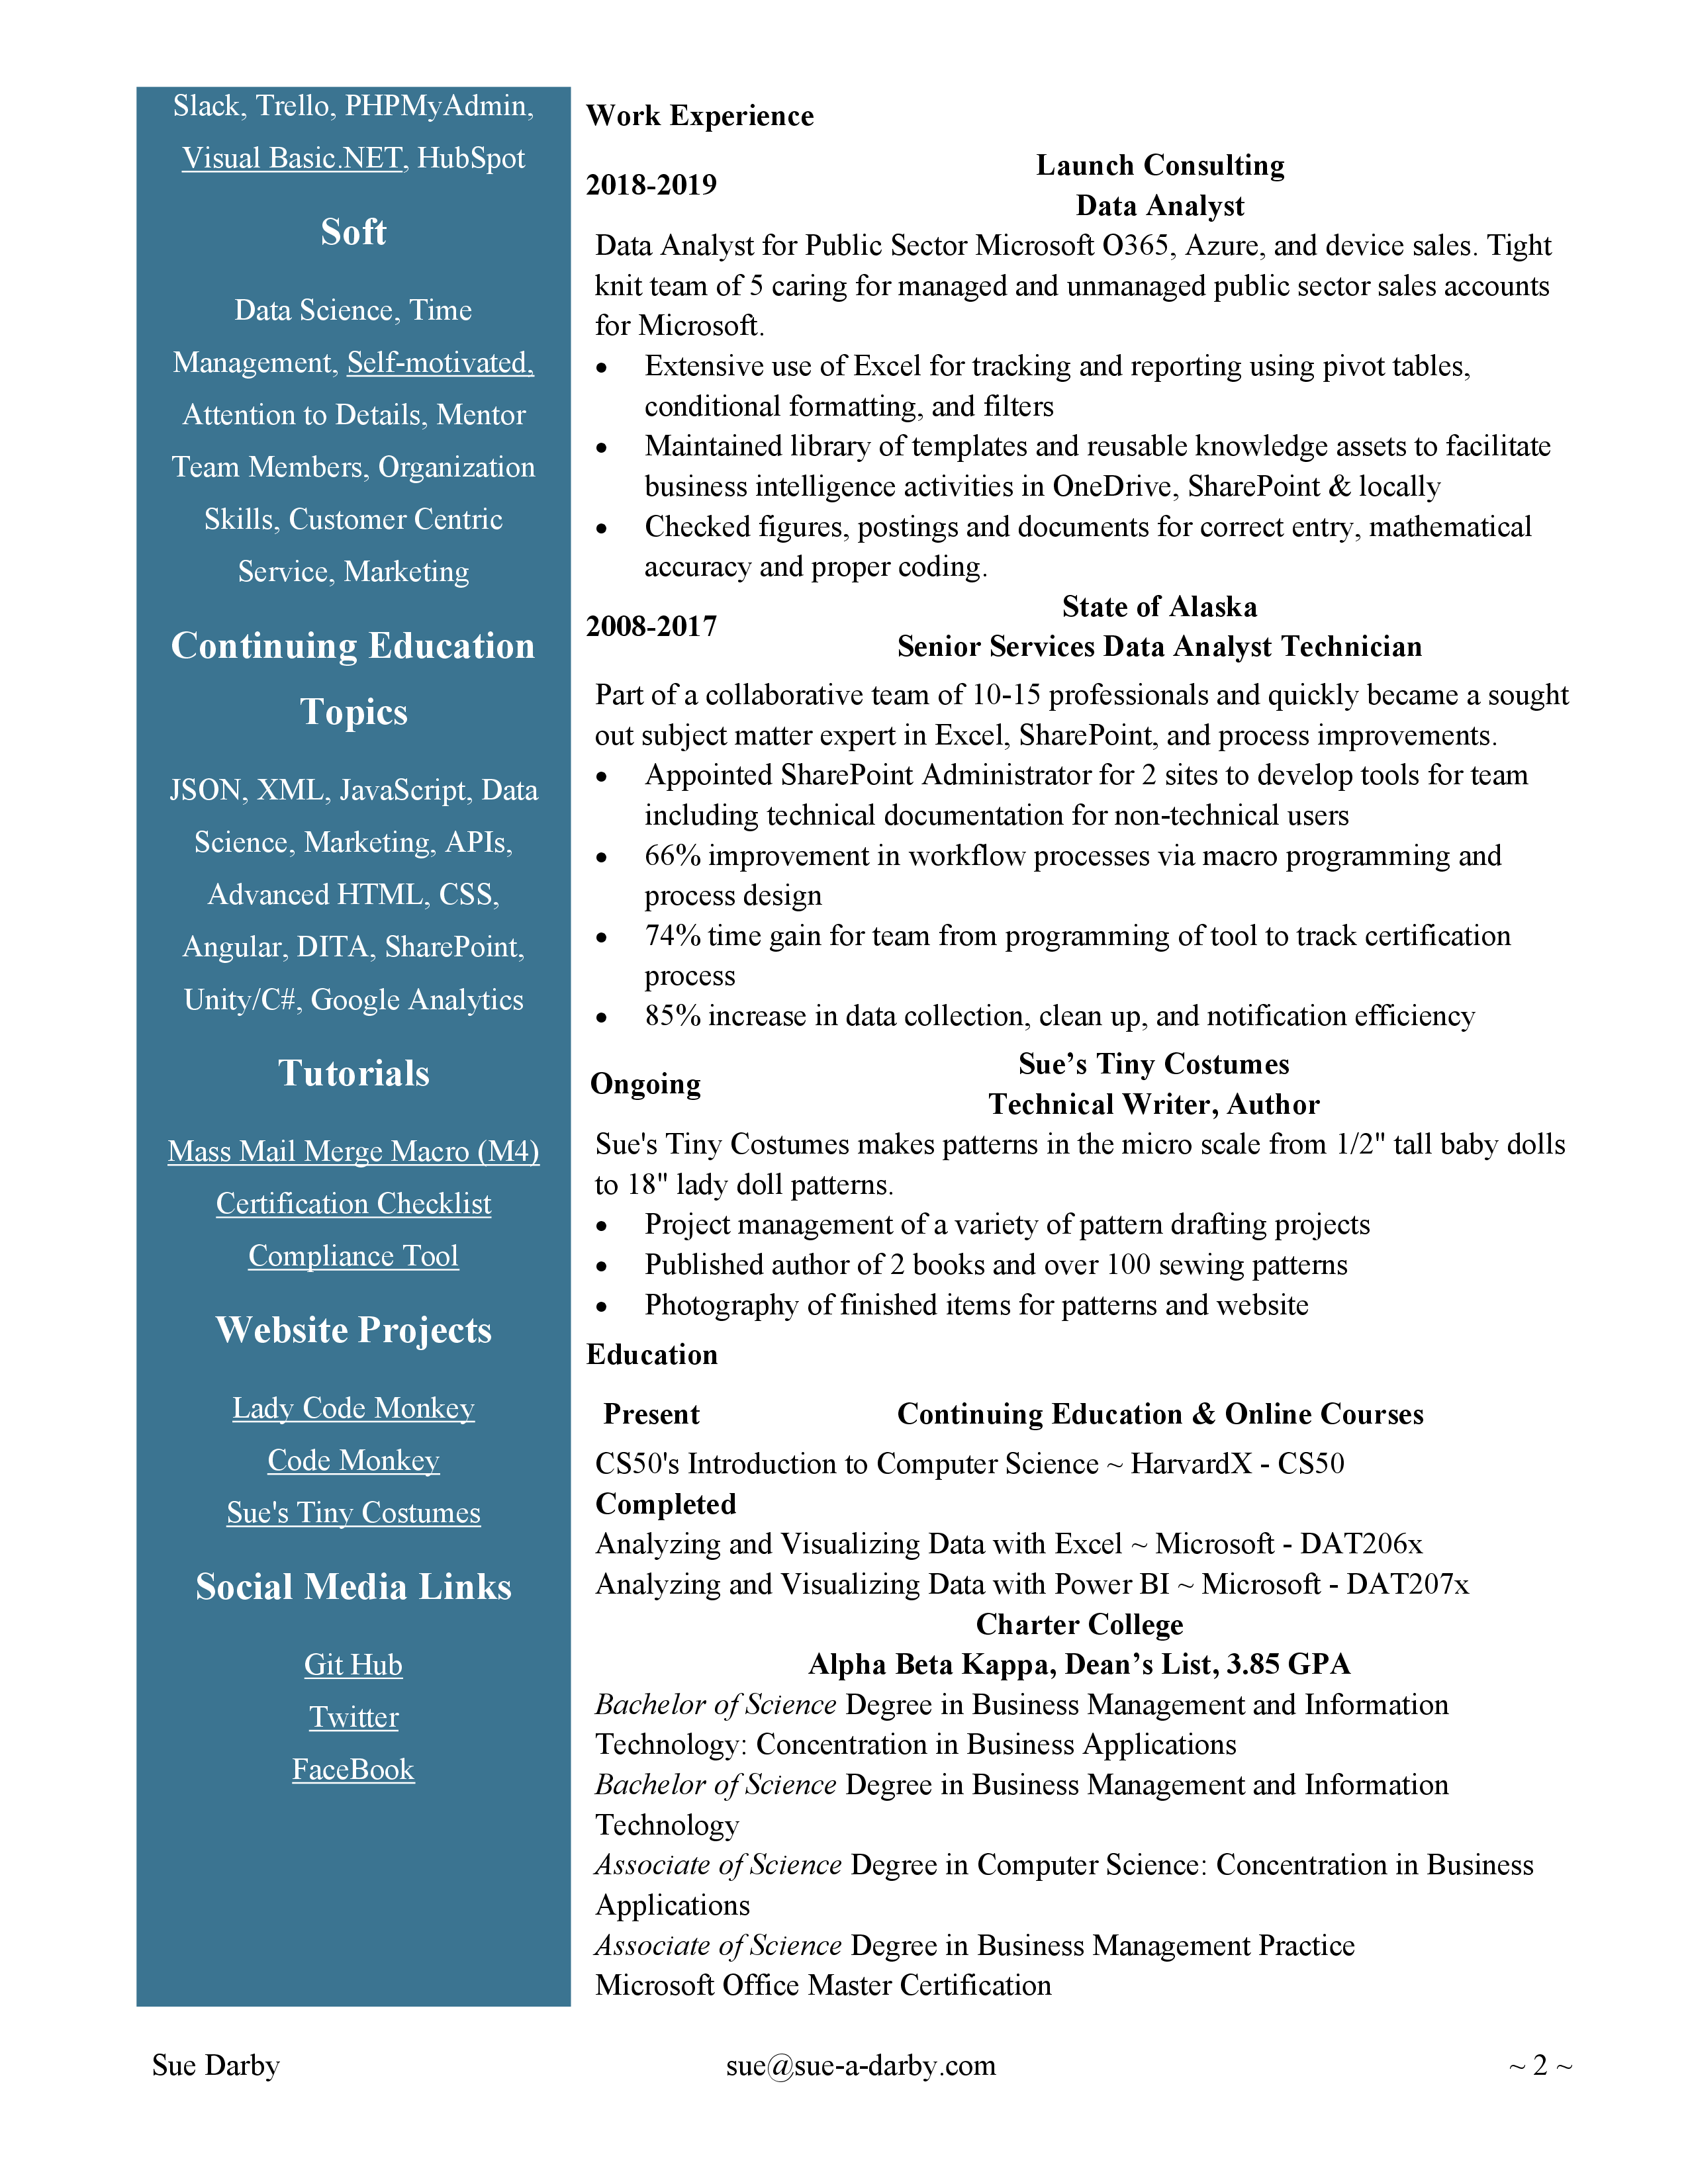 Slack, Trello, PHPMyAdmin,
Visual Basic.NET, HubSpot
Soft
Data Science, Time
Management, Self-motivated,
Attention to Details, Mentor
Team Members, Organization
Skills, Customer Centric
Service, Marketing
Continuing Education
Topics
JSON, XML, JavaScript, Data
Science, Marketing, APIs,
Advanced HTML, CSS,
Angular, DITA, SharePoint,
Unity/C#, Google Analytics
Tutorials
Mass Mail Merge Macro (M4)
Certification Checklist
Compliance Tool
Website Projects
Lady Code Monkey
Code Monkey
Sue's Tiny Costumes
Social Media Links
Git Hub
Twitter
FaceBook
Work Experience
2018-2019
Launch Consulting
Data Analyst
Data Analyst for Public Sector Microsoft O365, Azure, and device sales. Tight
knit team of 5 caring for managed and unmanaged public sector sales accounts
for Microsoft.
• Extensive use of Excel for tracking and reporting using pivot tables,
conditional formatting, and filters
• Maintained library of templates and reusable knowledge assets to facilitate
business intelligence activities in OneDrive, SharePoint & locally
• Checked figures, postings and documents for correct entry, mathematical
accuracy and proper coding.
2008-2017
State of Alaska
Senior Services Data Analyst Technician
Part of a collaborative team of 10-15 professionals and quickly became a sought
out subject matter expert in Excel, SharePoint, and process improvements.
• Appointed SharePoint Administrator for 2 sites to develop tools for team
including technical documentation for non-technical users
• 66% improvement in workflow processes via macro programming and
process design
• 74% time gain for team from programming of tool to track certification
process
• 85% increase in data collection, clean up, and notification efficiency
Ongoing
Sue’s Tiny Costumes
Technical Writer, Author
Sue's Tiny Costumes makes patterns in the micro scale from 1/2" tall baby dolls
to 18" lady doll patterns.
• Project management of a variety of pattern drafting projects
• Published author of 2 books and over 100 sewing patterns
• Photography of finished items for patterns and website
Education
Present Continuing Education & Online Courses
CS50's Introduction to Computer Science ~ HarvardX - CS50
Completed
Analyzing and Visualizing Data with Excel ~ Microsoft - DAT206x
Analyzing and Visualizing Data with Power BI ~ Microsoft - DAT207x
Charter College
Alpha Beta Kappa, Dean’s List, 3.85 GPA
Bachelor of Science Degree in Business Management and Information
Technology: Concentration in Business Applications
Bachelor of Science Degree in Business Management and Information
Technology
Associate of Science Degree in Computer Science: Concentration in Business
Applications
Associate of Science Degree in Business Management Practice
Microsoft Office Master Certification
Sue Darby sue@sue-a-darby.com ~ 2 ~